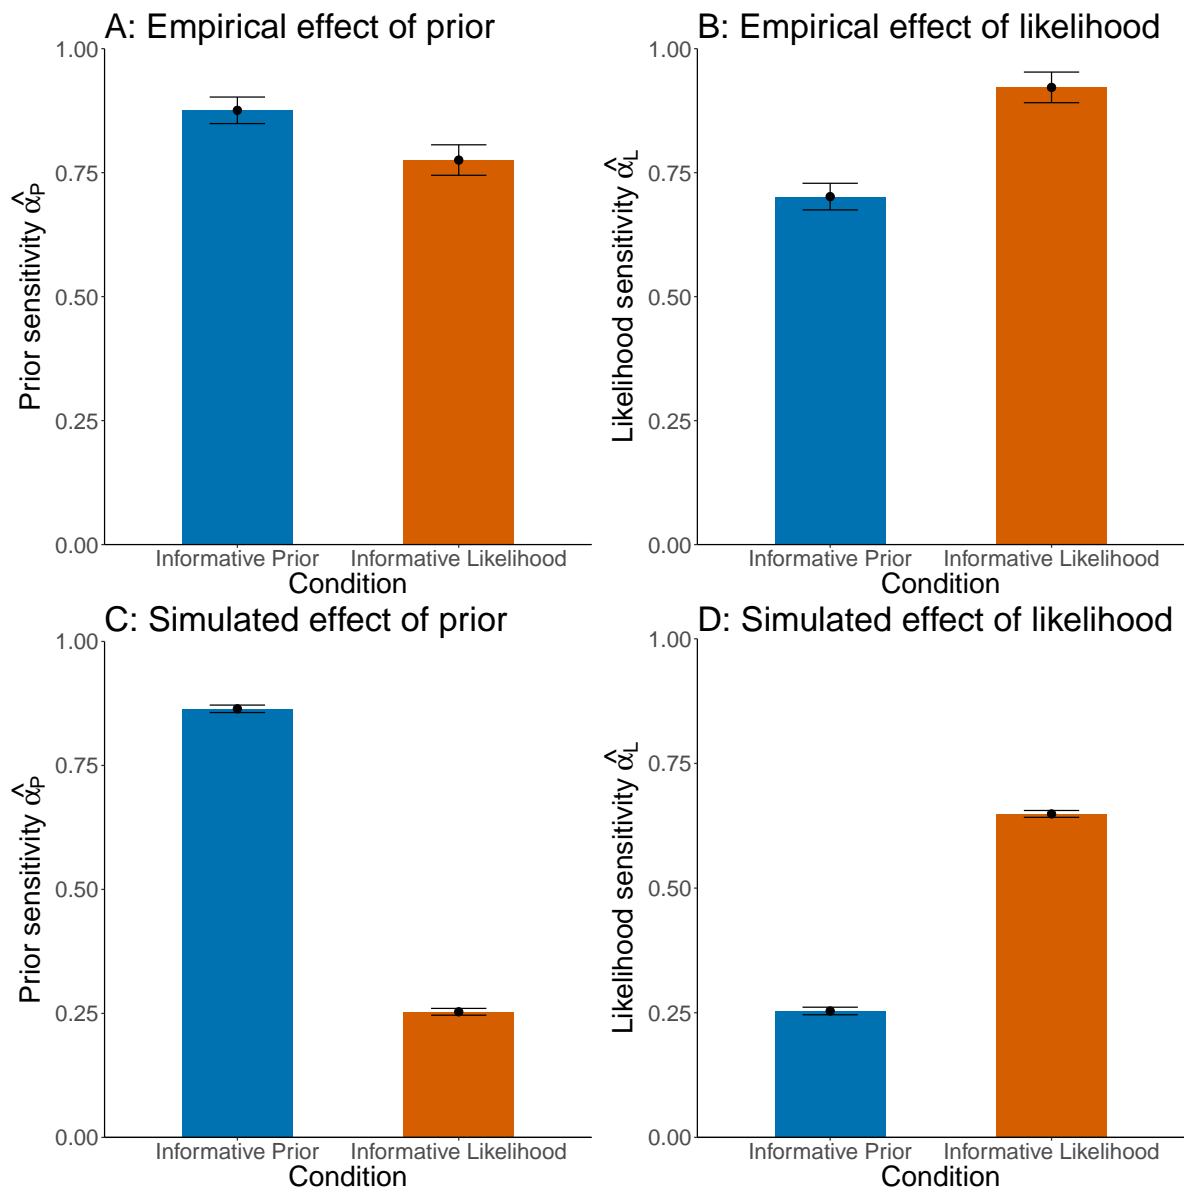 A: Empirical effect of prior
1.00
0.75
0.50
0.25
0.00
Prior sensitivity α̂P
Informative Prior
Informative Likelihood
Condition
B: Empirical effect of likelihood
1.00
0.75
0.50
0.25
0.00
Likelihood sensitivity α̂L
Informative Prior
Informative Likelihood
Condition
C: Simulated effect of prior
1.00
0.75
0.50
0.25
0.00
Prior sensitivity α̂P
Informative Prior
Informative Likelihood
Condition
D: Simulated effect of likelihood
1.00
0.75
0.50
0.25
0.00
Likelihood sensitivity α̂L
Informative Prior
Informative Likelihood
Condition